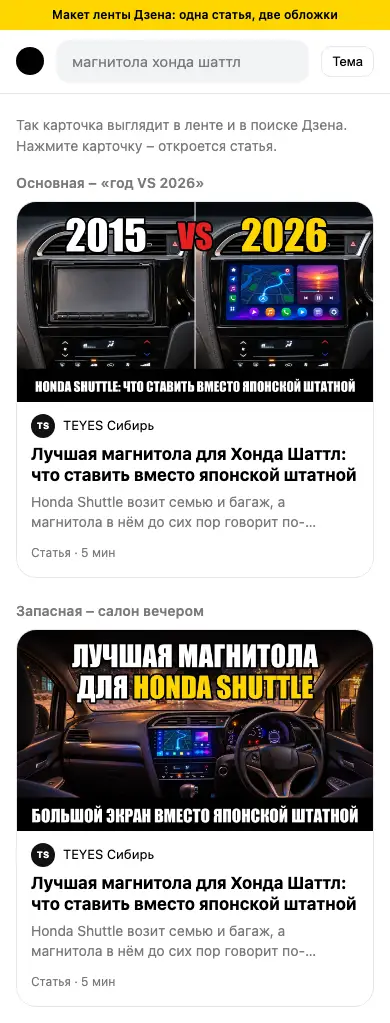 Макет ленты Дзена: одна статья, две обложки
магнитола хонда шаттл
Тема
Так карточка выглядит в ленте и в поиске Дзена.
Нажмите карточку – откроется статья.
Основная – «год VS 2026»
2015 VS 2026
HONDA SHUTTLE: ЧТО СТАВИТЬ ВМЕСТО ЯПОНСКОЙ ШТАТНОЙ
TS TEYES Сибирь
Лучшая магнитола для Хонда Шаттл:
что ставить вместо японской штатной
Honda Shuttle возит семью и багаж, а
магнитола в нём до сих пор говорит по-...
Статья · 5 мин
Запасная – салон вечером
ЛУЧШАЯ МАГНИТОЛА
ДЛЯ HONDA SHUTTLE
БОЛЬШОЙ ЭКРАН ВМЕСТО ЯПОНСКОЙ ШТАТНОЙ
TS TEYES Сибирь
Лучшая магнитола для Хонда Шаттл:
что ставить вместо японской штатной
Honda Shuttle возит семью и багаж, а
магнитола в нём до сих пор говорит по-...
Статья · 5 мин